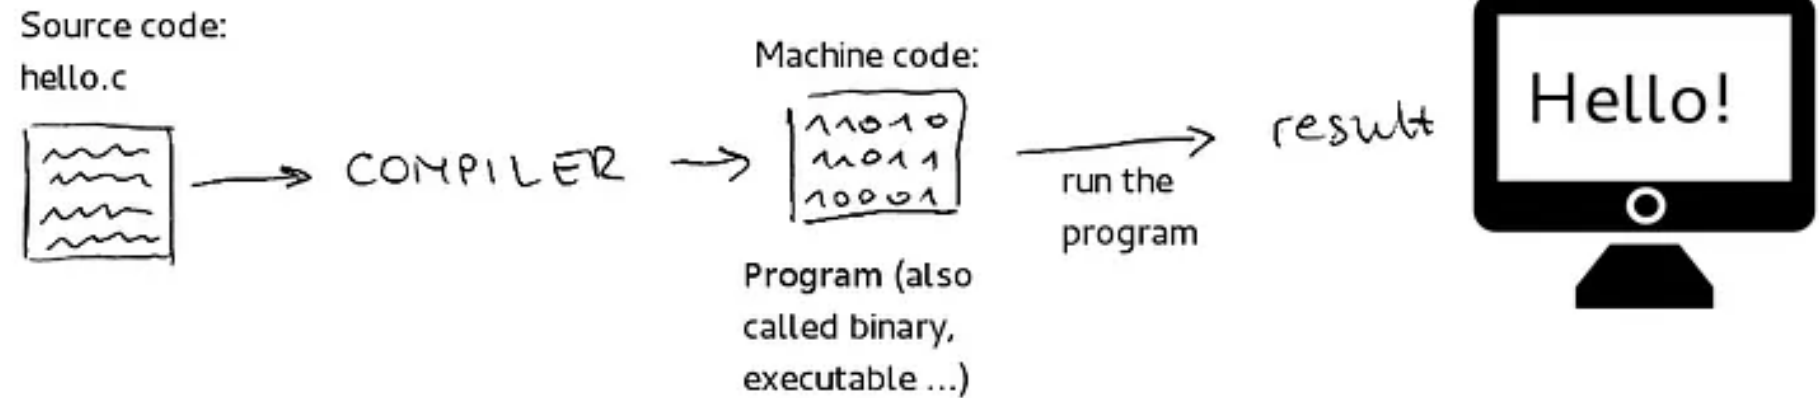 Source code:
hello.c
COMPILER
Machine code:
11010
11011
10001
Program (also
called binary,
executable ...)
run the
program
result
Hello!